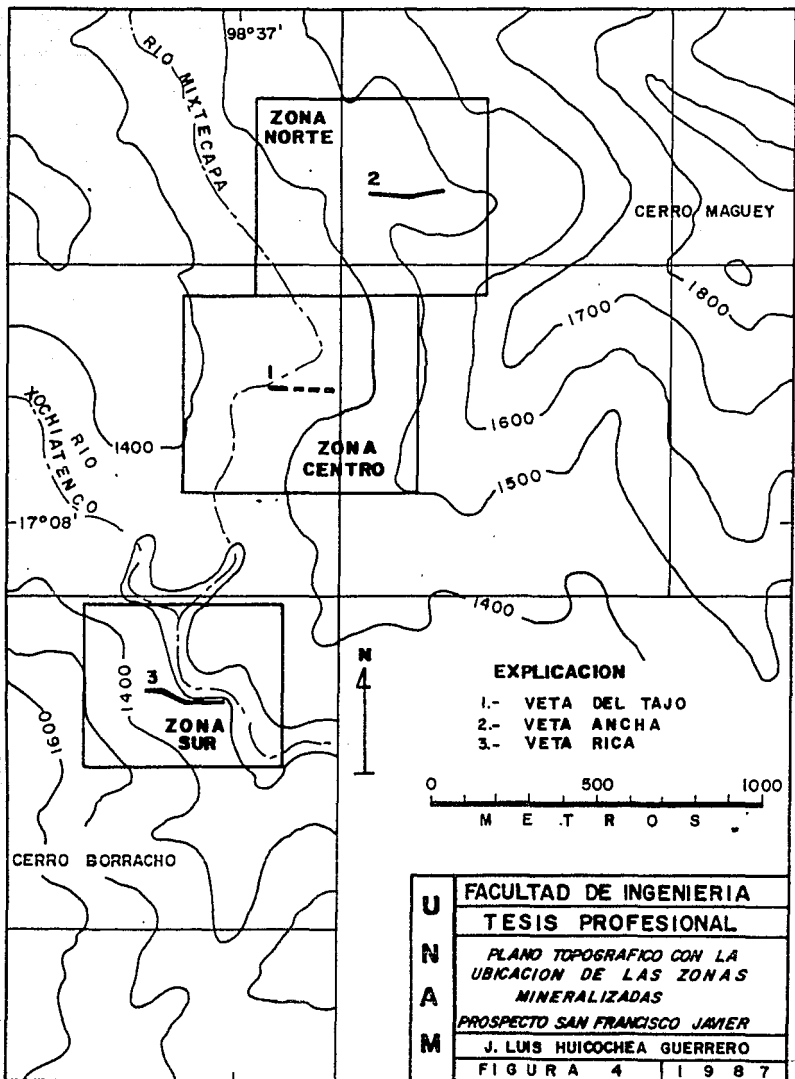 98°37'
RIO MIXTECAPA
ZONA
NORTE
2
CERRO MAGUEY
1800
1700
1
1600
ZONA
CENTRO
1400
1500
RIO
XOCHIATENCO
17°08'
1400
N
3
1400
ZONA
SUR
1600
EXPLICACION
1.- VETA DEL TAJO
2.- VETA ANCHA
3.- VETA RICA
0 500 1000
M E T R O S
CERRO BORRACHO
UNAM
FACULTAD DE INGENIERIA
TESIS PROFESIONAL
PLANO TOPOGRAFICO CON LA
UBICACION DE LAS ZONAS
MINERALIZADAS
PROSPECTO SAN FRANCISCO JAVIER
J. LUIS HUICOCHEA GUERRERO
FIGURA 4 1987